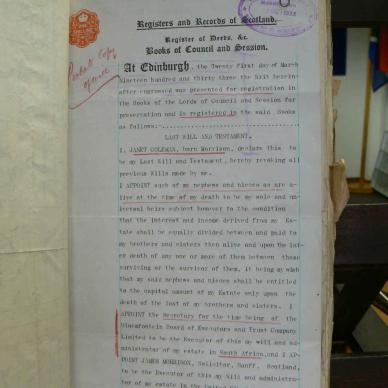 Registers and Records of Scotland.
Register of Deeds, &c.
Books of Council and Session.
Probate Copy
At Edinburgh, the Twenty First day of March
Nineteen hundred and thirty three the Will herein-
after engrossed was presented for registration in
the Books of the Lords of Council and Session for
preservation and is registered in the said Books
as follows:-
LAST WILL AND TESTAMENT.
I, JANET COLEMAN, born Morrison, declare this to
be my Last Will and Testament, hereby revoking all
previous Wills made by me.
I APPOINT such of my nephews and nieces as are a-
live at the time of my death to be my sole and un-
iversal heirs subject however to the condition
that the interest and income derived from my Es-
tate shall be equally divided between and paid to
my brothers and sisters then alive and upon the lat-
er death of any one or more of them between those
surviving or the survivor of them, it being my wish
that my said nephews and nieces shall be entitled
to the capital amount of my Estate only upon the
death of the last of my brothers and sisters. I
APPOINT the Secretary for the time being of the
Bloemfontein Board of Executors and Trust Company
Limited to be the Executor of this my will and ad-
ministrator of my estate in South Africa, and I AP-
POINT JAMES MORRISON, Solicitor, Banff, Scotland,
to be the Executor of this my Will and administra-
tor of my estate in the United